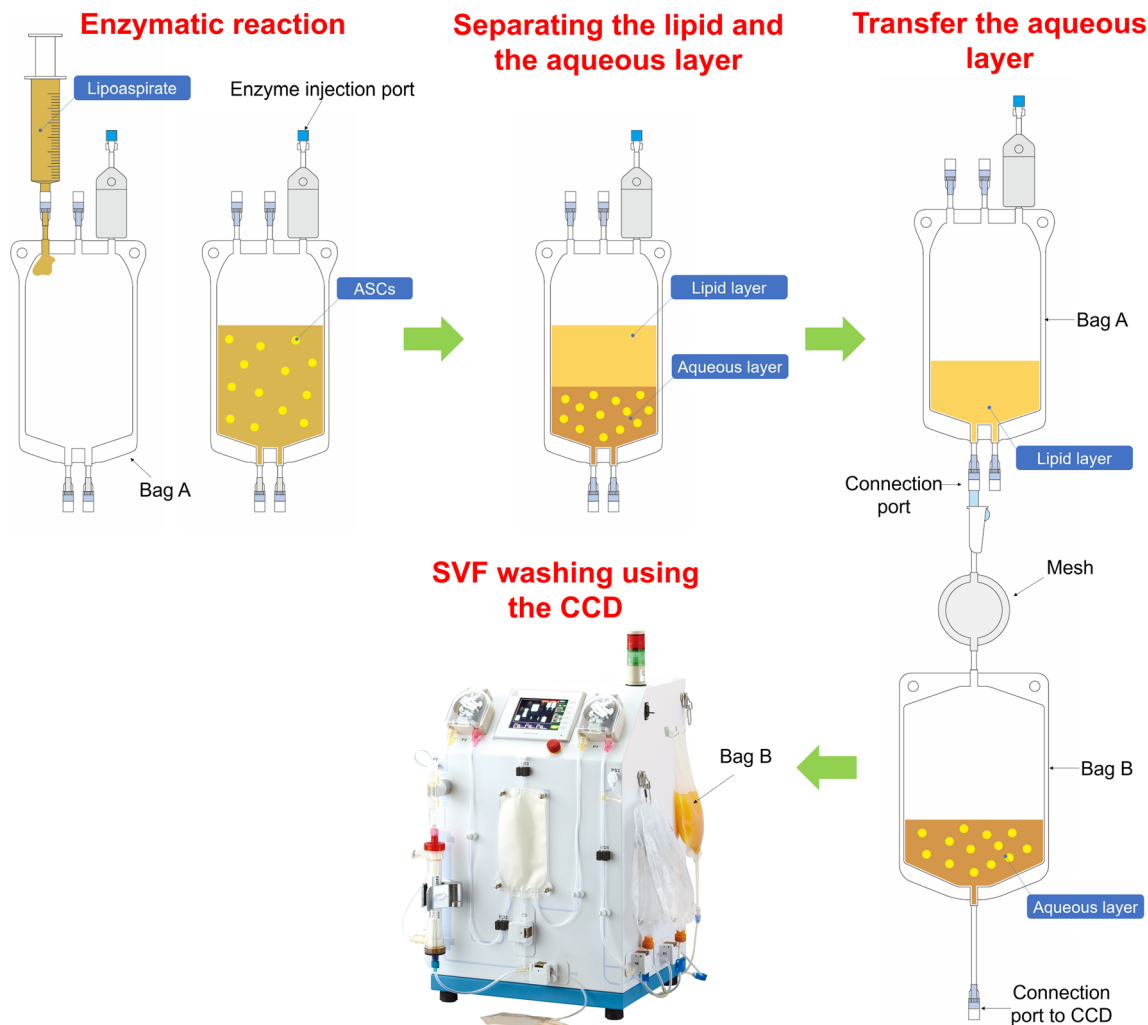 Enzymatic reaction
Lipoaspirate
Enzyme injection port
ASCs
Bag A
Separating the lipid and
the aqueous layer
Lipid layer
Aqueous layer
Transfer the aqueous
layer
Bag A
Lipid layer
Connection
port
Mesh
Bag B
Aqueous layer
Connection
port to CCD
SVF washing using
the CCD
Bag B